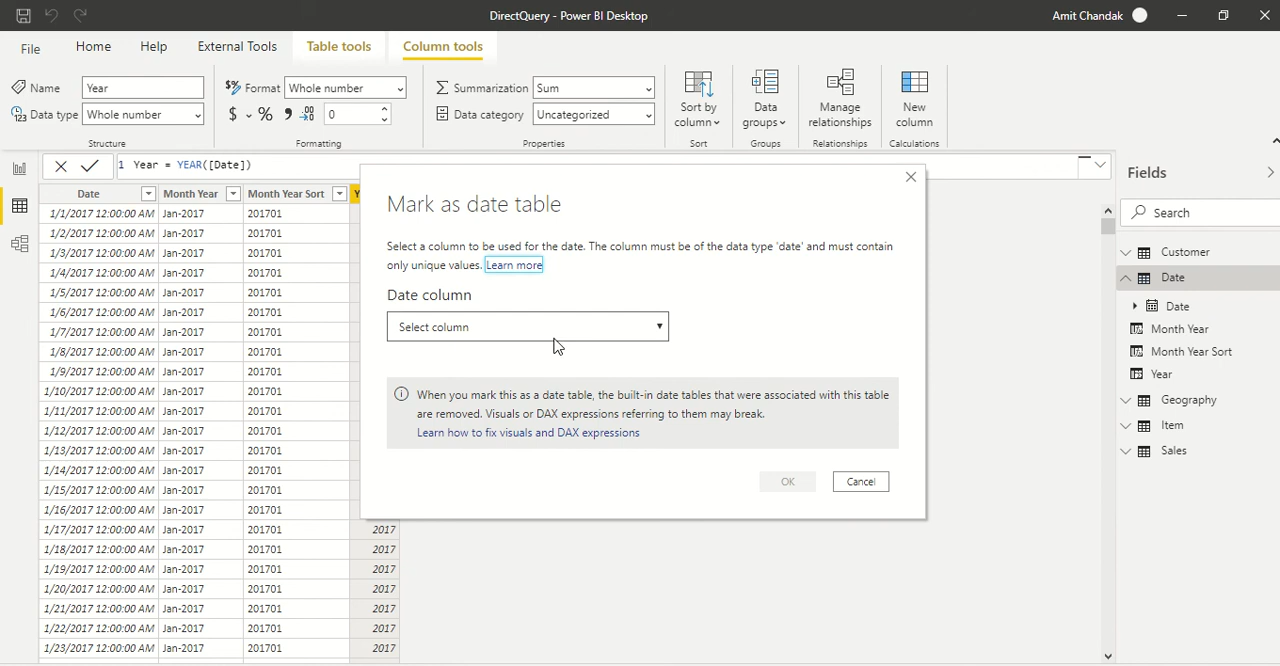 DirectQuery - Power BI Desktop
Amit Chandak
File
Home
Help
External Tools
Table tools
Column tools
Name
Year
Format
Whole number
Summarization
Sum
Data type
Whole number
$
%
0
Data category
Uncategorized
Sort by
column
Data
groups
Manage
relationships
New
column
Structure
Formatting
Properties
Sort
Groups
Relationships
Calculations
1 Year = YEAR([Date])
Date
Month Year
Month Year Sort
Y
1/1/2017 12:00:00 AM Jan-2017 201701
1/2/2017 12:00:00 AM Jan-2017 201701
1/3/2017 12:00:00 AM Jan-2017 201701
1/4/2017 12:00:00 AM Jan-2017 201701
1/5/2017 12:00:00 AM Jan-2017 201701
1/6/2017 12:00:00 AM Jan-2017 201701
1/7/2017 12:00:00 AM Jan-2017 201701
1/8/2017 12:00:00 AM Jan-2017 201701
1/9/2017 12:00:00 AM Jan-2017 201701
1/10/2017 12:00:00 AM Jan-2017 201701
1/11/2017 12:00:00 AM Jan-2017 201701
1/12/2017 12:00:00 AM Jan-2017 201701
1/13/2017 12:00:00 AM Jan-2017 201701
1/14/2017 12:00:00 AM Jan-2017 201701
1/15/2017 12:00:00 AM Jan-2017 201701
1/16/2017 12:00:00 AM Jan-2017 201701
1/17/2017 12:00:00 AM Jan-2017 201701 2017
1/18/2017 12:00:00 AM Jan-2017 201701 2017
1/19/2017 12:00:00 AM Jan-2017 201701 2017
1/20/2017 12:00:00 AM Jan-2017 201701 2017
1/21/2017 12:00:00 AM Jan-2017 201701 2017
1/22/2017 12:00:00 AM Jan-2017 201701 2017
1/23/2017 12:00:00 AM Jan-2017 201701 2017
Mark as date table
Select a column to be used for the date. The column must be of the data type 'date' and must contain
only unique values. Learn more
Date column
Select column
When you mark this as a date table, the built-in date tables that were associated with this table
are removed. Visuals or DAX expressions referring to them may break.
Learn how to fix visuals and DAX expressions
OK
Cancel
Fields
Search
Customer
Date
Date
Month Year
Month Year Sort
Year
Geography
Item
Sales